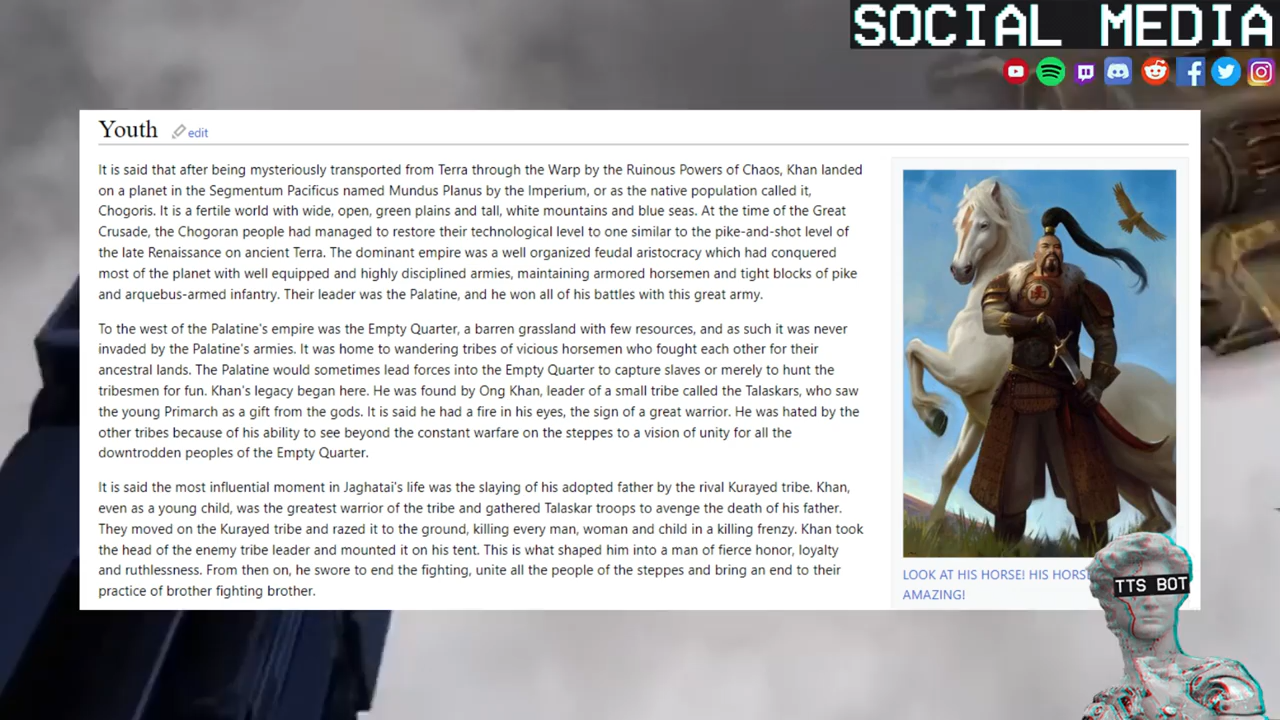 SOCIAL MEDIA
Youth edit
It is said that after being mysteriously transported from Terra through the Warp by the Ruinous Powers of Chaos, Khan landed
on a planet in the Segmentum Pacificus named Mundus Planus by the Imperium, or as the native population called it,
Chogoris. It is a fertile world with wide, open, green plains and tall, white mountains and blue seas. At the time of the Great
Crusade, the Chogoran people had managed to restore their technological level to one similar to the pike-and-shot level of
the late Renaissance on ancient Terra. The dominant empire was a well organized feudal aristocracy which had conquered
most of the planet with well equipped and highly disciplined armies, maintaining armored horsemen and tight blocks of pike
and arquebus-armed infantry. Their leader was the Palatine, and he won all of his battles with this great army.
To the west of the Palatine's empire was the Empty Quarter, a barren grassland with few resources, and as such it was never
invaded by the Palatine's armies. It was home to wandering tribes of vicious horsemen who fought each other for their
ancestral lands. The Palatine would sometimes lead forces into the Empty Quarter to capture slaves or merely to hunt the
tribesmen for fun. Khan's legacy began here. He was found by Ong Khan, leader of a small tribe called the Talaskars, who saw
the young Primarch as a gift from the gods. It is said he had a fire in his eyes, the sign of a great warrior. He was hated by the
other tribes because of his ability to see beyond the constant warfare on the steppes to a vision of unity for all the
downtrodden peoples of the Empty Quarter.
It is said the most influential moment in Jaghatai's life was the slaying of his adopted father by the rival Kurayed tribe. Khan,
even as a young child, was the greatest warrior of the tribe and gathered Talaskar troops to avenge the death of his father.
They moved on the Kurayed tribe and razed it to the ground, killing every man, woman and child in a killing frenzy. Khan took
the head of the enemy tribe leader and mounted it on his tent. This is what shaped him into a man of fierce honor, loyalty
and ruthlessness. From then on, he swore to end the fighting, unite all the people of the steppes and bring an end to their
practice of brother fighting brother.
LOOK AT HIS HORSE! HIS
AMAZING!
TTS BOT